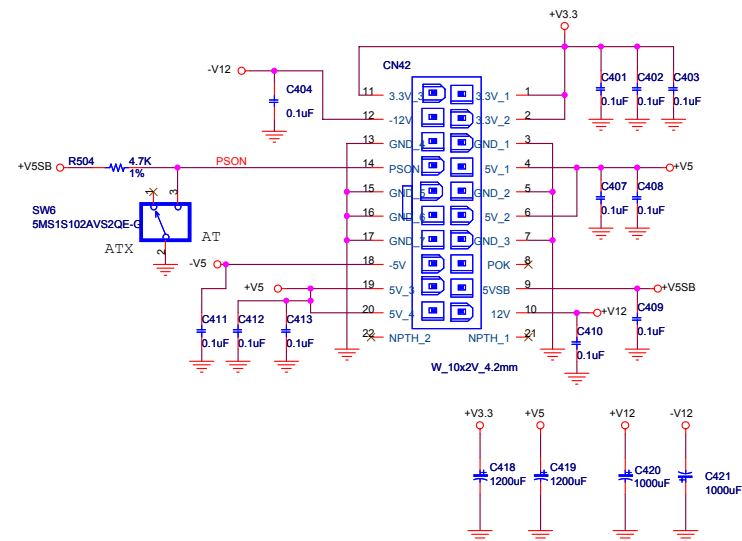 +V3.3
-V12
CN42
C404
0.1uF
C401
C402
C403
0.1uF
0.1uF
0.1uF
11
3.3V_3
3.3V_1
1
12
-12V
3.3V_2
2
13
GND_4
GND_1
3
+V5SB
R504
4.7K
1%
PSON
14
PSON
5V_1
4
+V5
15
GND_5
GND_2
5
C407
C408
0.1uF
0.1uF
1
3
SW6
5MS1S102AVS2QE-G
16
GND_6
5V_2
6
AT
ATX
2
17
GND_7
GND_3
7
-V5
18
-5V
POK
8
+V5
19
5V_3
5VSB
9
+V5SB
20
5V_4
12V
10
+V12
C409
0.1uF
C411
C412
C413
0.1uF
0.1uF
0.1uF
C410
0.1uF
22
NPTH_2
NPTH_1
21
W_10x2V_4.2mm
+V3.3
+V5
+V12
-V12
C418
1200uF
C419
1200uF
C420
1000uF
C421
1000uF